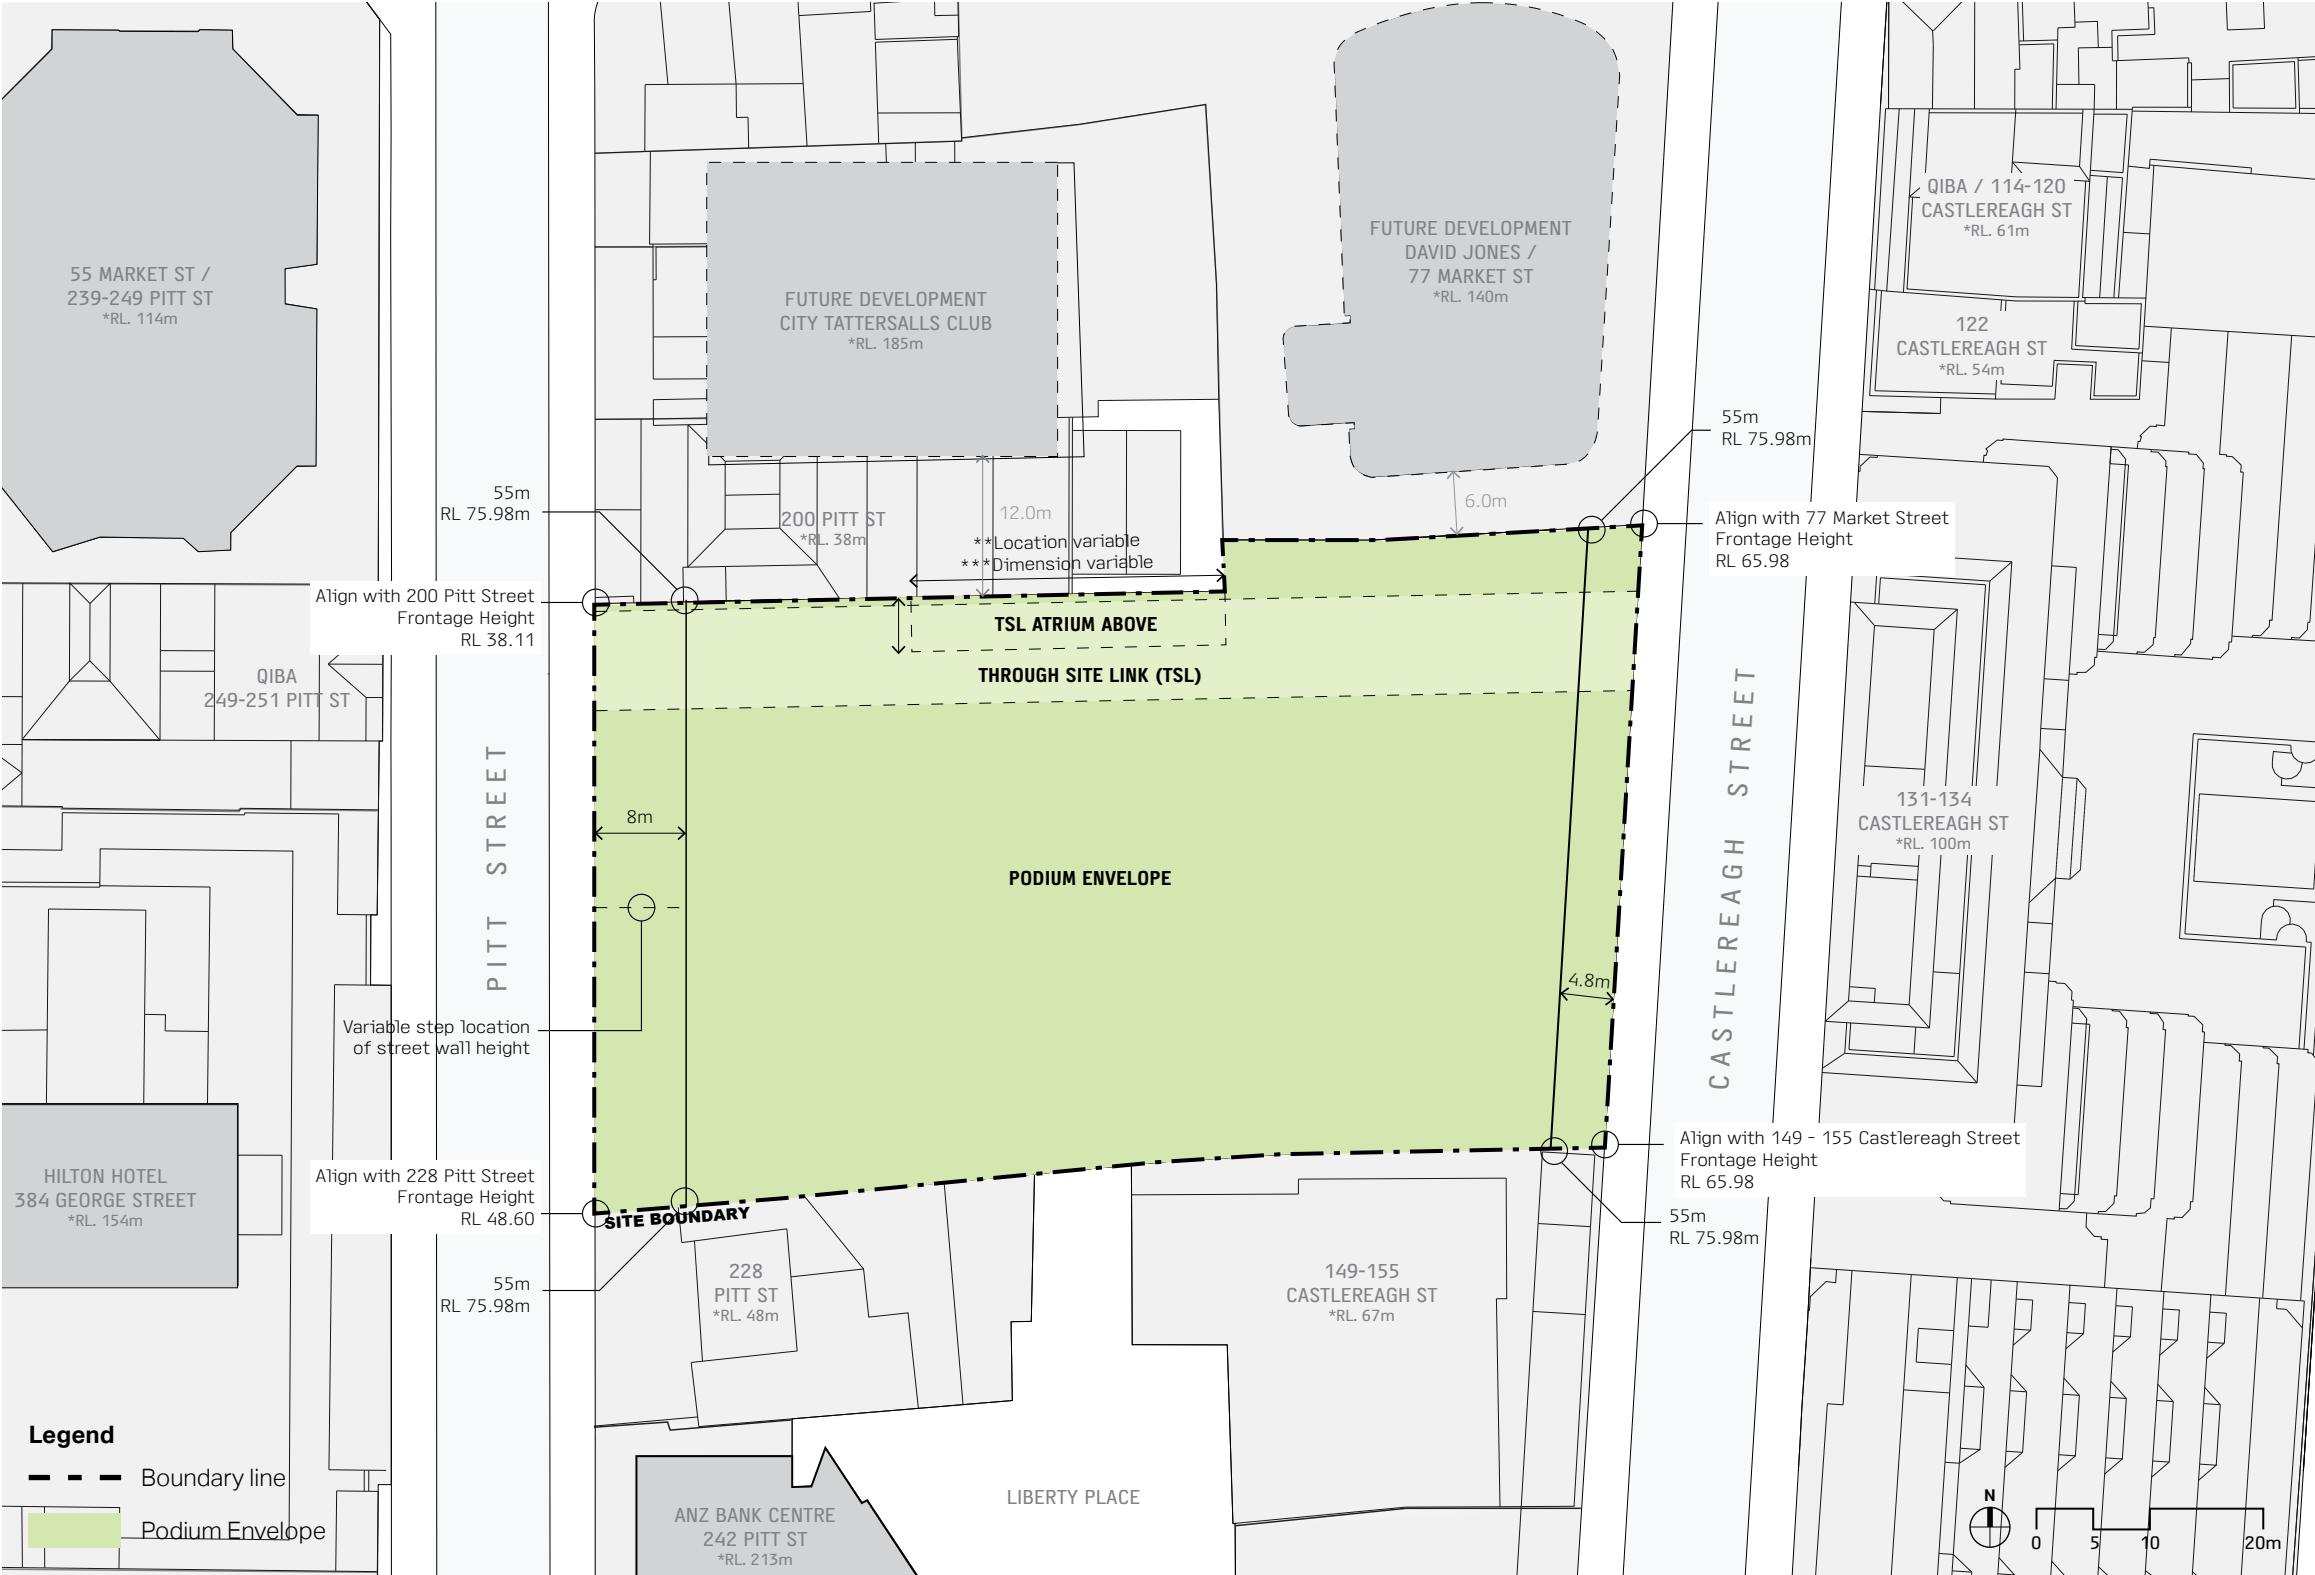 QIBA / 114-120
CASTLEREAGH ST
*RL. 61m
FUTURE DEVELOPMENT
DAVID JONES /
77 MARKET ST
*RL. 140m
55 MARKET ST /
239-249 PITT ST
*RL. 114m
FUTURE DEVELOPMENT
CITY TATTERSALLS CLUB
*RL. 185m
122
CASTLEREAGH ST
*RL. 54m
55m
RL 75.98m
55m
RL 75.98m
200 PITT ST
*RL. 38m
12.0m
6.0m
**Location variable
***Dimension variable
Align with 77 Market Street
Frontage Height
RL 65.98
Align with 200 Pitt Street
Frontage Height
RL 38.11
TSL ATRIUM ABOVE
THROUGH SITE LINK (TSL)
QIBA
249-251 PITT ST
PITT STREET
CASTLEREAGH STREET
8m
131-134
CASTLEREAGH ST
*RL. 100m
PODIUM ENVELOPE
4.8m
Variable step location
of street wall height
HILTON HOTEL
384 GEORGE STREET
*RL. 154m
Align with 228 Pitt Street
Frontage Height
RL 48.60
SITE BOUNDARY
Align with 149 - 155 Castlereagh Street
Frontage Height
RL 65.98
55m
RL 75.98m
55m
RL 75.98m
228
PITT ST
*RL. 48m
149-155
CASTLEREAGH ST
*RL. 67m
Legend
Boundary line
Podium Envelope
ANZ BANK CENTRE
242 PITT ST
*RL. 213m
LIBERTY PLACE
N
0 5 10 20m